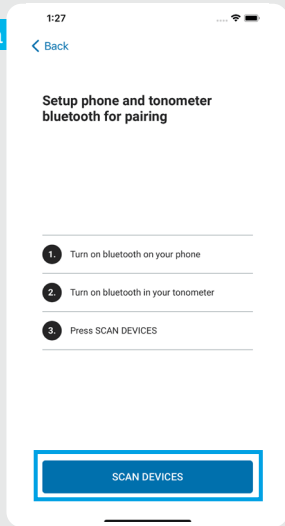 1:27
Back
Setup phone and tonometer
bluetooth for pairing
1. Turn on bluetooth on your phone
2. Turn on bluetooth in your tonometer
3. Press SCAN DEVICES
SCAN DEVICES